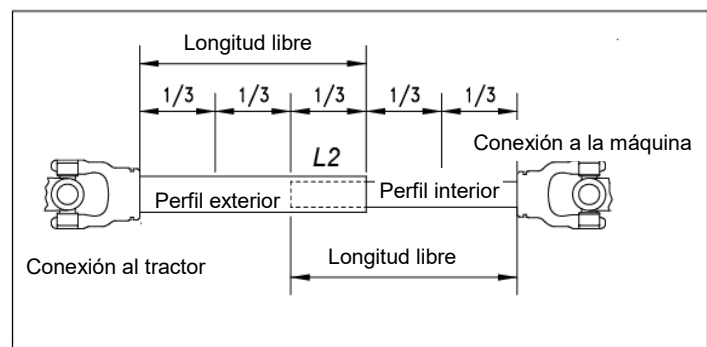 Longitud libre
1/3 1/3 1/3 1/3 1/3
Conexión a la máquina
L2
Perfil exterior
Perfil interior
Conexión al tractor
Longitud libre